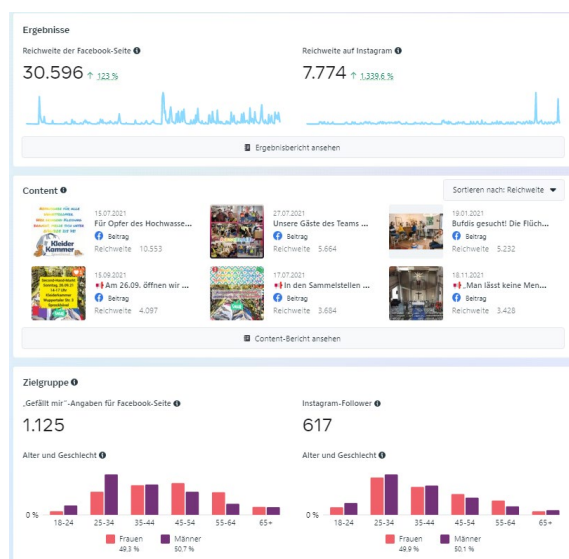 Ergebnisse
Reichweite der Facebook-Seite
Reichweite auf Instagram
30.596 ↑ 123 %
7.774 ↑ 1.339,6 %
Ergebnisbericht ansehen
Content
Sortieren nach: Reichweite
15.07.2021
Für Opfer des Hochwasse...
Beitrag
Reichweite 10.553
Kleider
Kammer
27.07.2021
Unsere Gäste des Teams ...
Beitrag
Reichweite 5.664
19.01.2021
Bufdis gesucht! Die Flüch...
Beitrag
Reichweite 5.232
15.09.2021
Am 26.09. öffnen wir ...
Beitrag
Reichweite 4.097
17.07.2021
In den Sammelstellen ...
Beitrag
Reichweite 3.684
18.11.2021
„Man lässt keine Men...
Beitrag
Reichweite 3.428
Content-Bericht ansehen
Zielgruppe
„Gefällt mir“-Angaben für Facebook-Seite
Instagram-Follower
1.125
617
Alter und Geschlecht
Alter und Geschlecht
0 %
18-24 25-34 35-44 45-54 55-64 65+
Frauen
49,3 %
Männer
50,7 %
0 %
18-24 25-34 35-44 45-54 55-64 65+
Frauen
49,9 %
Männer
50,1 %